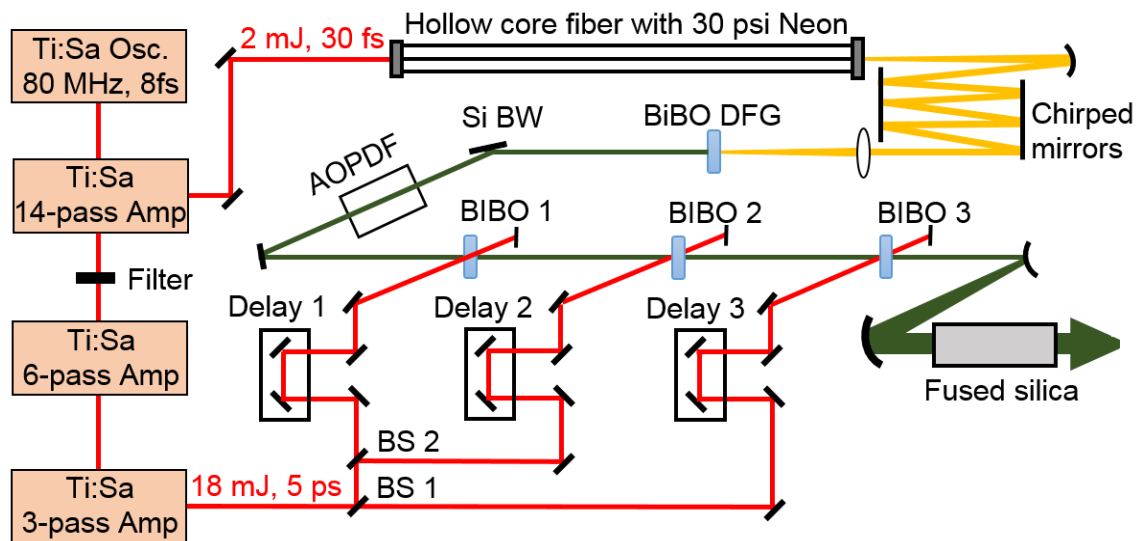 Ti:Sa Osc.
80 MHz, 8fs
2 mJ, 30 fs
Hollow core fiber with 30 psi Neon
Chirped
mirrors
Si BW
BiBO DFG
AOPDF
Ti:Sa
14-pass Amp
BIBO 1
BIBO 2
BIBO 3
Filter
Delay 1
Delay 2
Delay 3
Ti:Sa
6-pass Amp
Fused silica
BS 2
BS 1
Ti:Sa
3-pass Amp
18 mJ, 5 ps